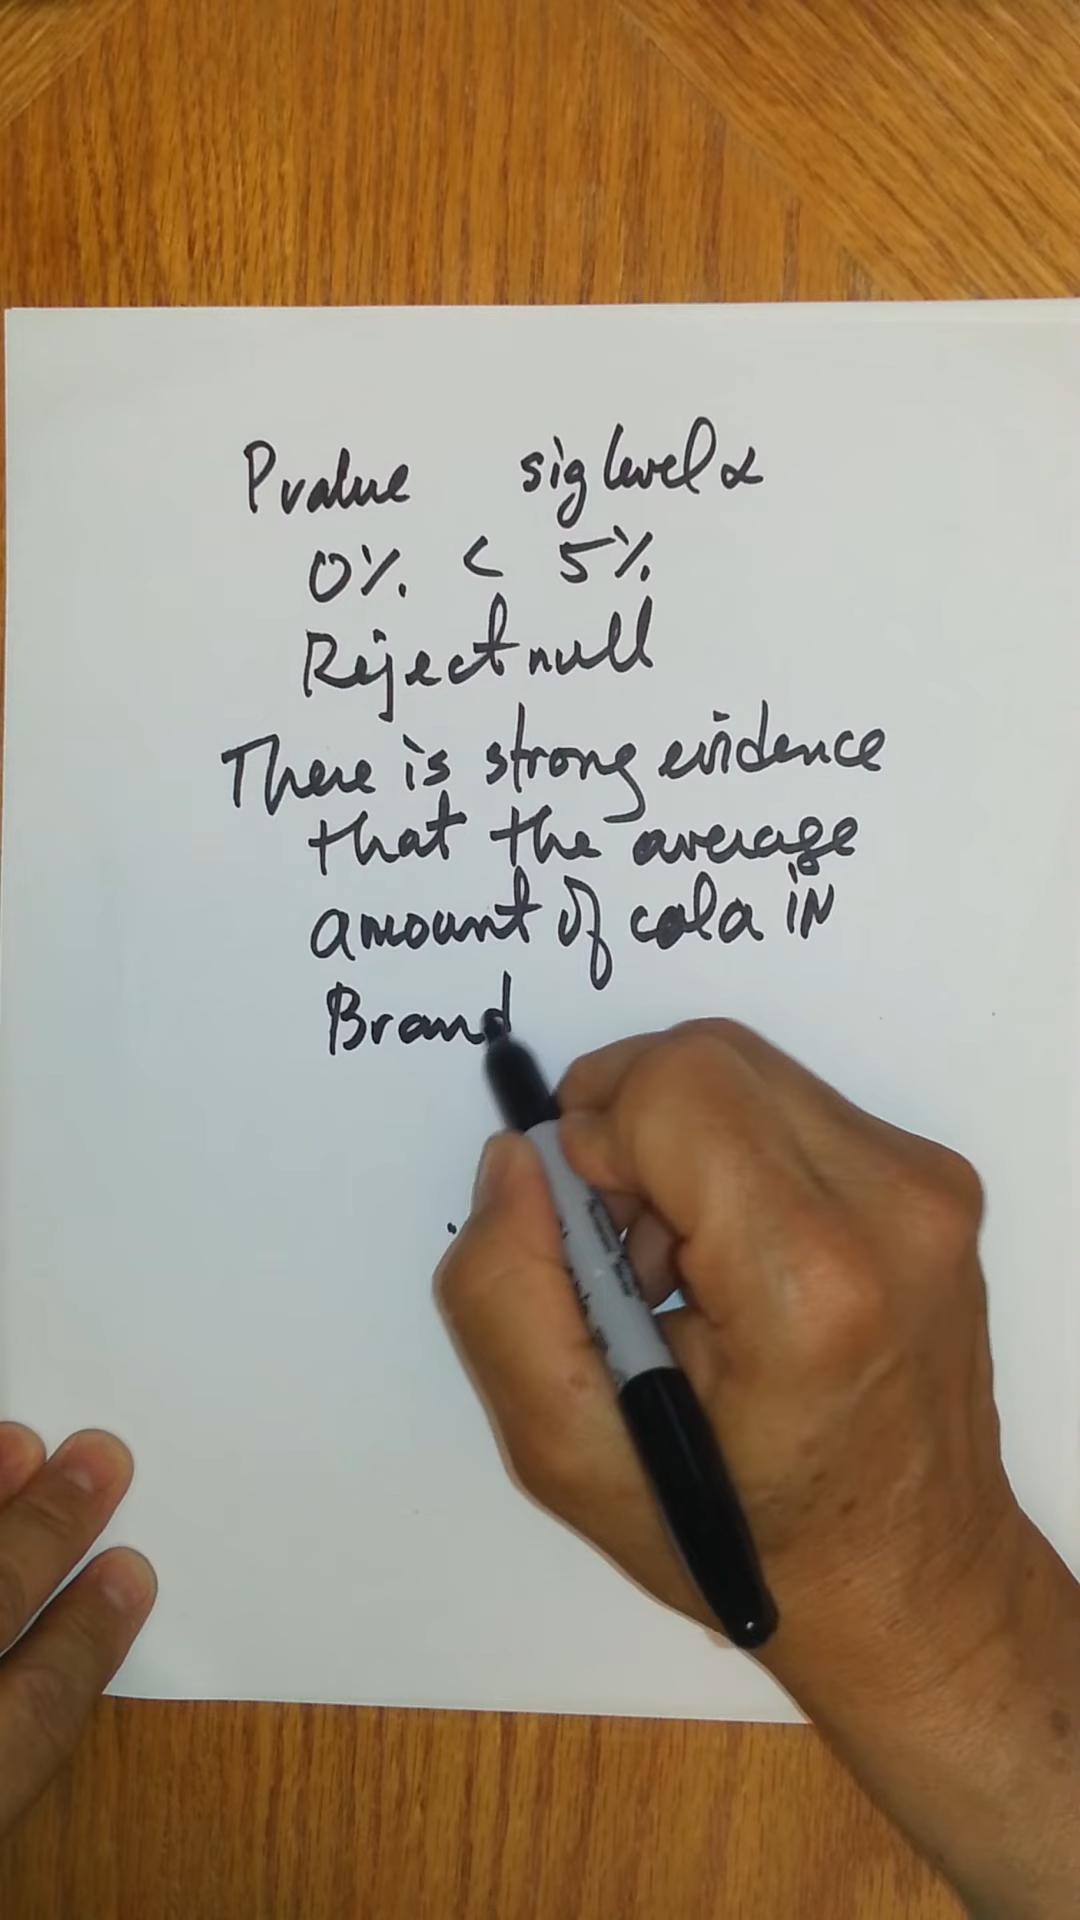 Pvalue sig level α
0% < 5%
Reject null
There is strong evidence
that the average
amount of cola iN
Brand